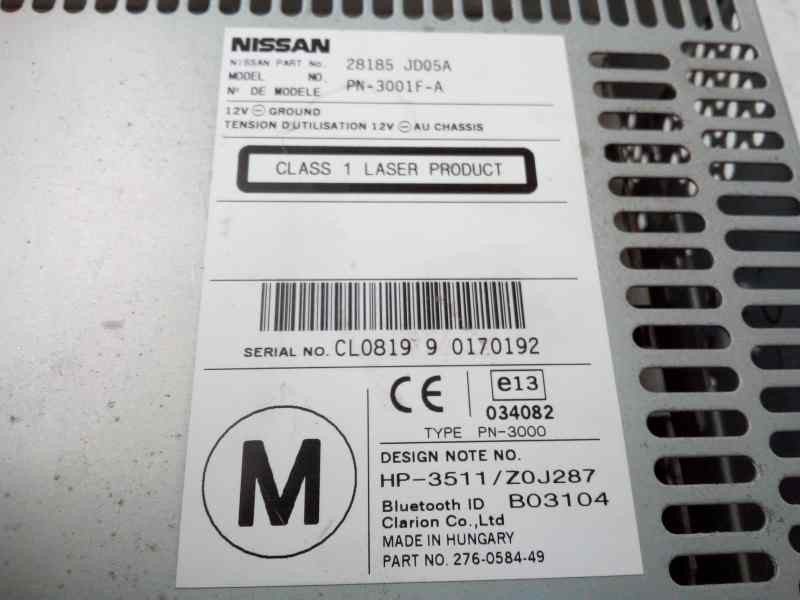 NISSAN
NISSAN PART No. 28185 JD05A
MODEL NO.
N° DE MODELE PN-3001F-A
12V ⊖ GROUND
TENSION D'UTILISATION 12V ⊖ AU CHASSIS
CLASS 1 LASER PRODUCT
SERIAL NO. CL0819 9 0170192
CE e13
034082
TYPE PN-3000
M
DESIGN NOTE NO.
HP-3511/Z0J287
Bluetooth ID B03104
Clarion Co.,Ltd
MADE IN HUNGARY
PART NO. 276-0584-49